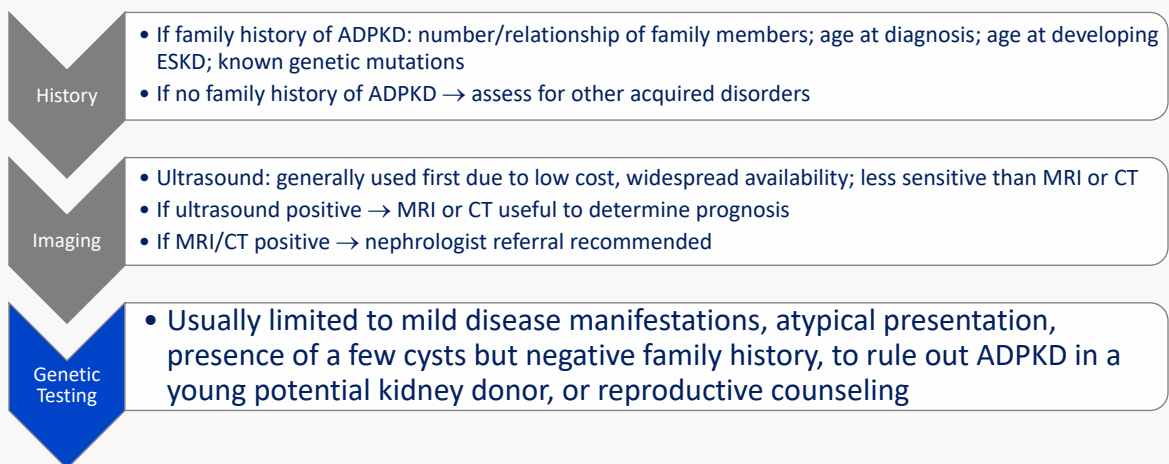 History
• If family history of ADPKD: number/relationship of family members; age at diagnosis; age at developing
ESKD; known genetic mutations
• If no family history of ADPKD → assess for other acquired disorders
Imaging
• Ultrasound: generally used first due to low cost, widespread availability; less sensitive than MRI or CT
• If ultrasound positive → MRI or CT useful to determine prognosis
• If MRI/CT positive → nephrologist referral recommended
Genetic
Testing
• Usually limited to mild disease manifestations, atypical presentation,
presence of a few cysts but negative family history, to rule out ADPKD in a
young potential kidney donor, or reproductive counseling